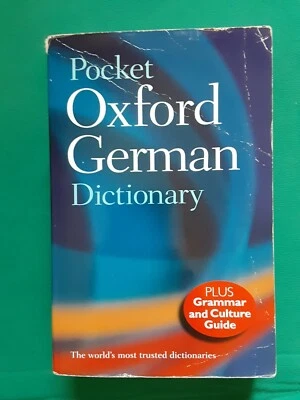 Pocket
Oxford
German
Dictionary
PLUS
Grammar
and Culture
Guide
The world's most trusted dictionaries